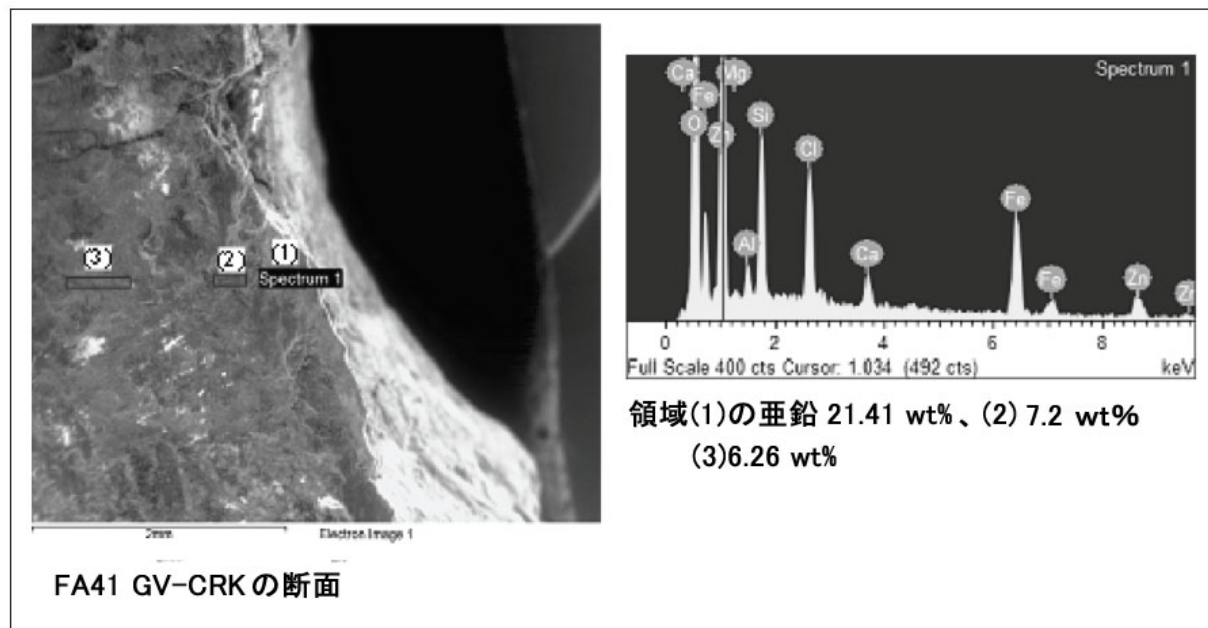 (3)
(2)
(1)
Spectrum 1
2mm
Electron Image 1
FA41 GV-CRKの断面
Spectrum 1
Ca
Mg
Fe
O
Zn
Si
Cl
Al
Ca
Fe
Fe
Zn
Zn
0 2 4 6 8
Full Scale 400 cts Cursor: 1.034 (492 cts) keV
領域(1)の亜鉛 21.41 wt%、(2) 7.2 wt%
(3)6.26 wt%